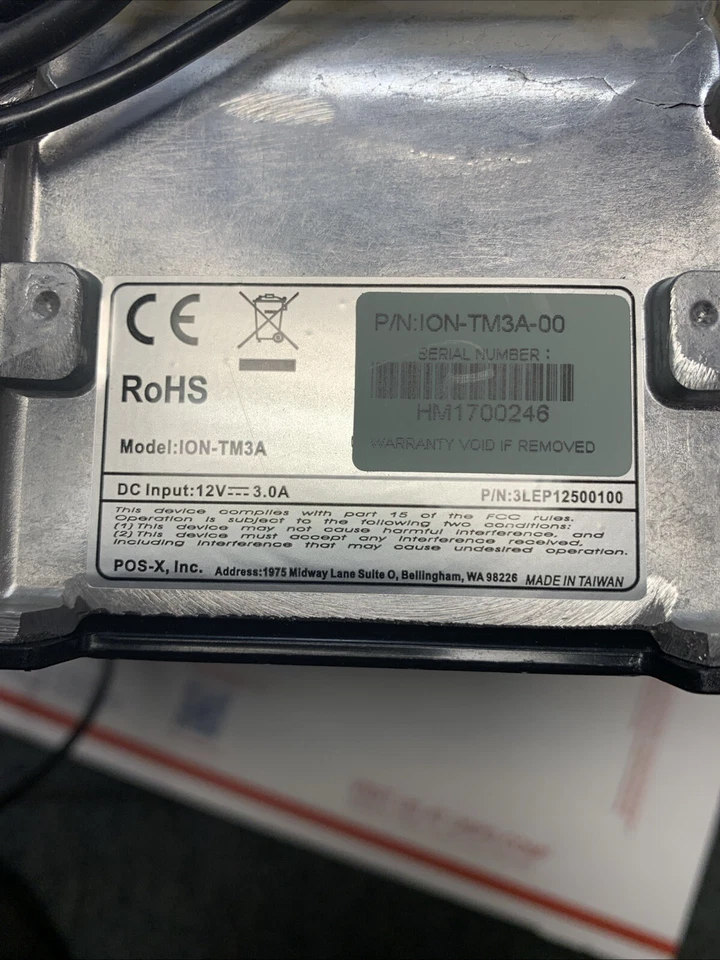 CE
RoHS
Model:ION-TM3A
P/N:ION-TM3A-00
SERIAL NUMBER :
HM1700246
WARRANTY VOID IF REMOVED
DC Input:12V⎓3.0A
P/N:3LEP12500100
This device complies with part 15 of the FCC rules.
Operation is subject to the following two conditions:
(1) This device may not cause harmful interference, and
(2) This device must accept any interference received,
including interference that may cause undesired operation.
POS-X, Inc. Address:1975 Midway Lane Suite O, Bellingham, WA 98226 MADE IN TAIWAN